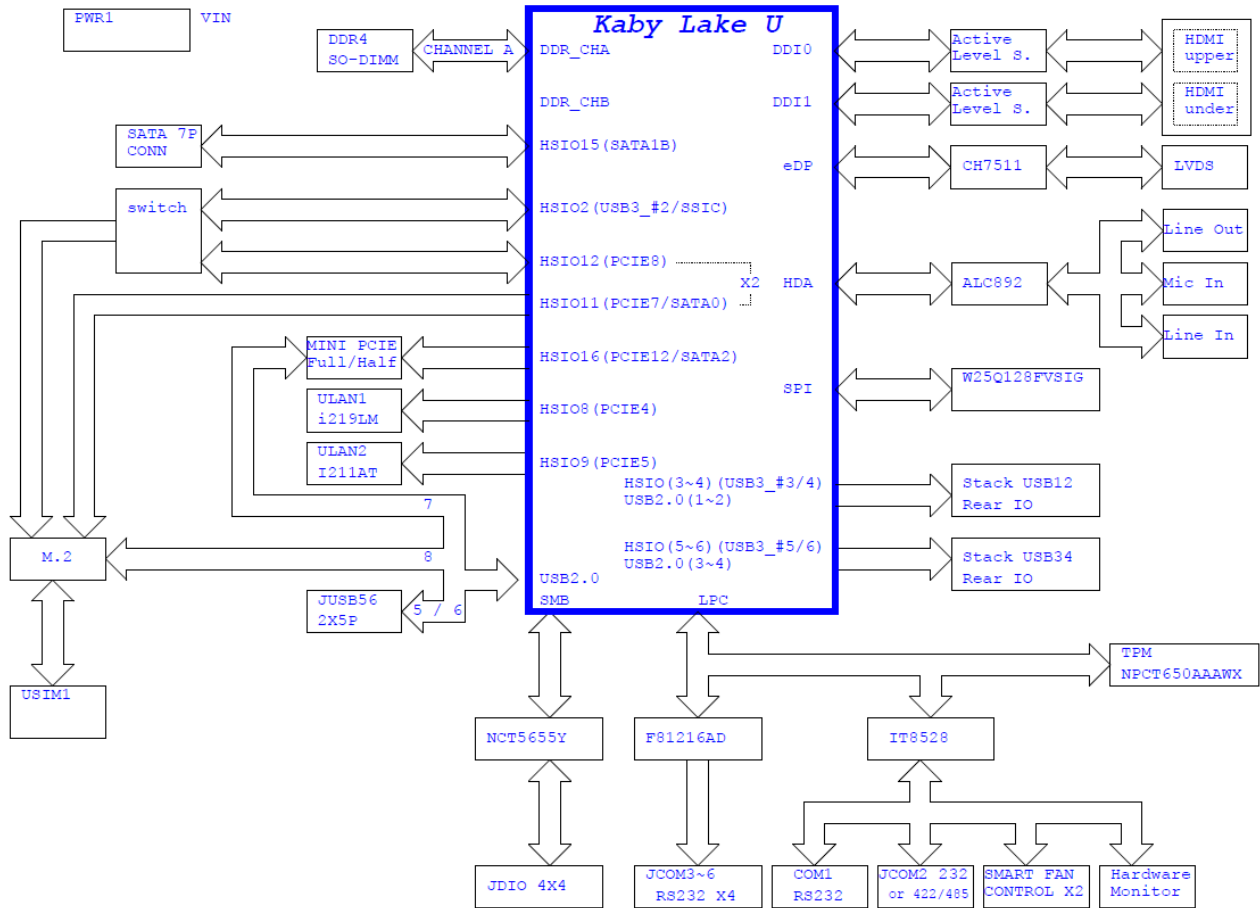 PWR1
VIN
Kaby Lake U
DDR4
SO-DIMM
CHANNEL A
DDR_CHA
DDI0
Active
Level S.
HDMI
upper
DDR_CHB
DDI1
Active
Level S.
HDMI
under
SATA 7P
CONN
HSIO15(SATA1B)
eDP
CH7511
LVDS
switch
HSIO2(USB3_#2/SSIC)
Line Out
HSIO12(PCIE8)
X2
HDA
ALC892
Mic In
HSIO11(PCIE7/SATA0)
Line In
MINI PCIE
Full/Half
HSIO16(PCIE12/SATA2)
SPI
W25Q128FVSIG
ULAN1
i219LM
HSIO8(PCIE4)
ULAN2
I211AT
HSIO9(PCIE5)
HSIO(3~4)(USB3_#3/4)
USB2.0(1~2)
Stack USB12
Rear IO
7
M.2
8
HSIO(5~6)(USB3_#5/6)
USB2.0(3~4)
Stack USB34
Rear IO
USB2.0
JUSB56
2X5P
5 / 6
SMB
LPC
TPM
NPCT650AAAWX
USIM1
NCT5655Y
F81216AD
IT8528
JDIO 4X4
JCOM3~6
RS232 X4
COM1
RS232
JCOM2 232
or 422/485
SMART FAN
CONTROL X2
Hardware
Monitor